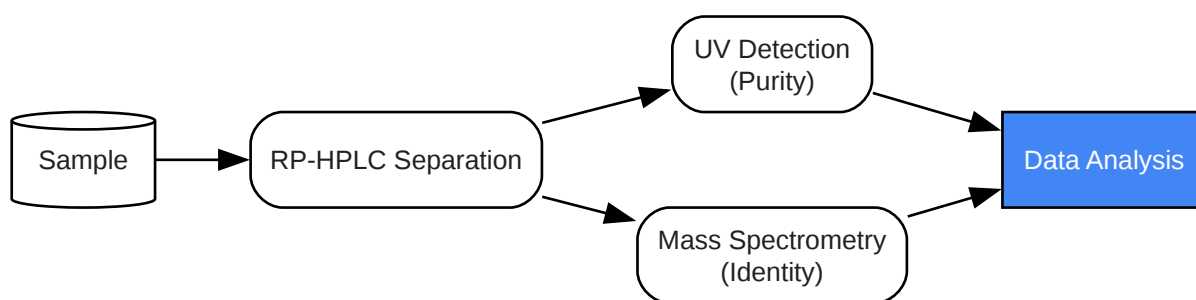 Sample
RP-HPLC Separation
UV Detection
(Purity)
Mass Spectrometry
(Identity)
Data Analysis